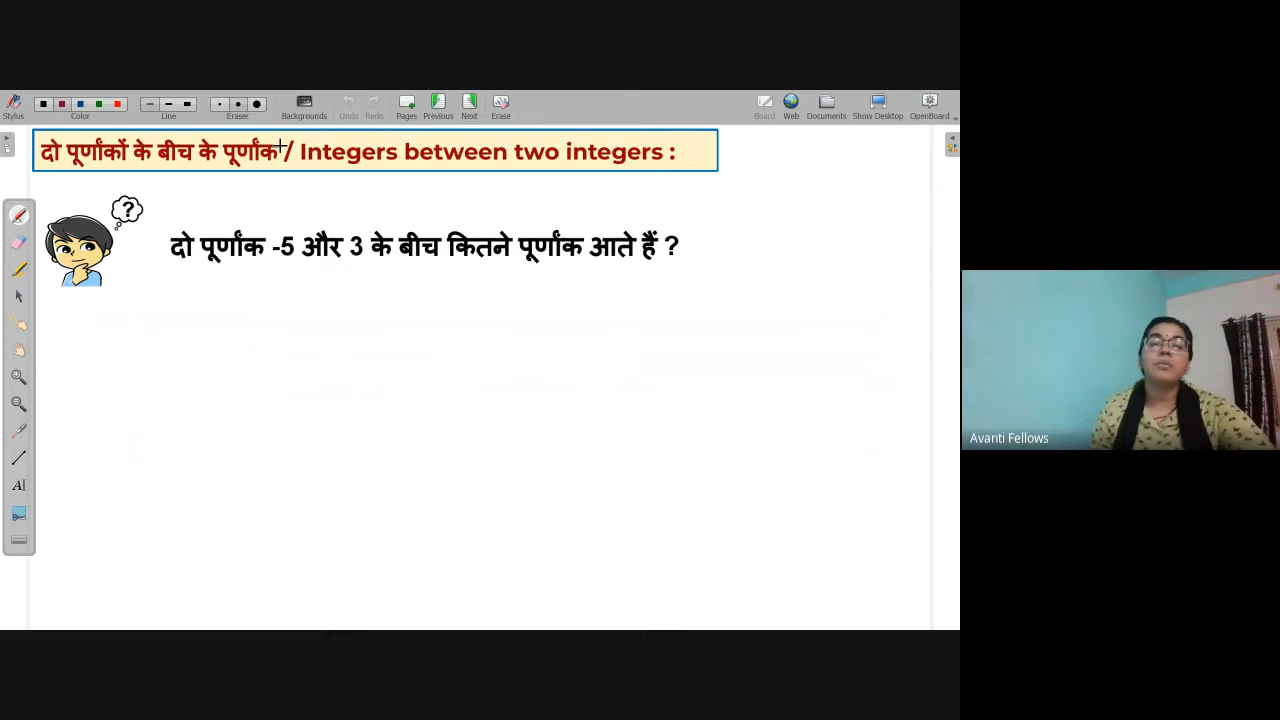 Stylus
Color
Line
Eraser
Backgrounds
Undo
Redo
Pages
Previous
Next
Erase
Board
Web
Documents
Show Desktop
OpenBoard
दो पूर्णांकों के बीच के पूर्णांक / Integers between two integers :
?
दो पूर्णांक -5 और 3 के बीच कितने पूर्णांक आते हैं ?
Avanti Fellows